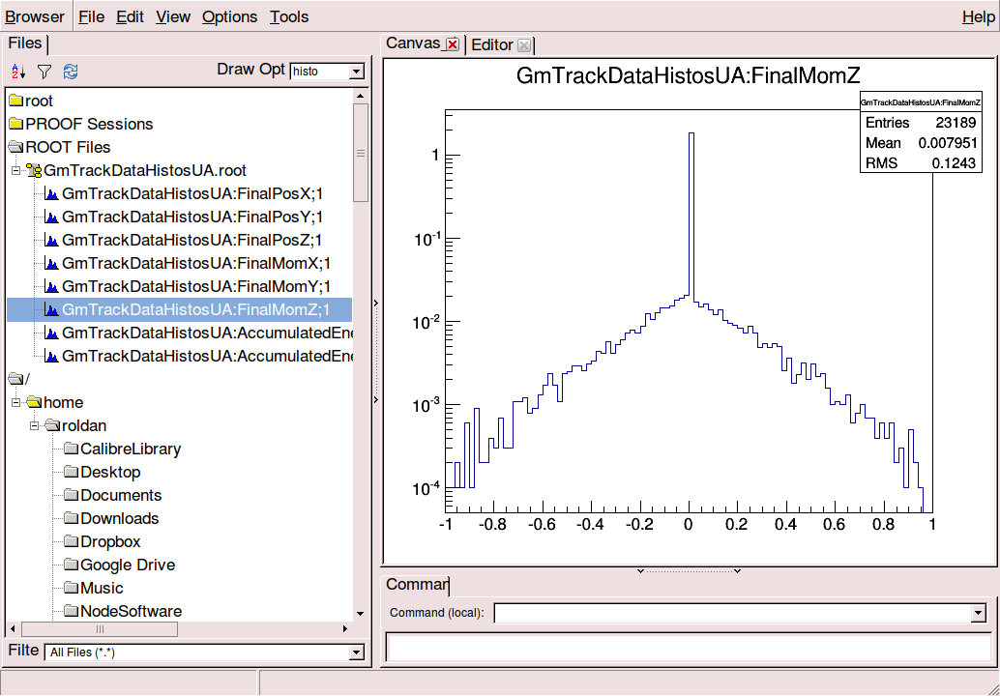 Browser File Edit View Options Tools Help
Files
Draw Opt histo
root
PROOF Sessions
ROOT Files
GmTrackDataHistosUA.root
GmTrackDataHistosUA:FinalPosX;1
GmTrackDataHistosUA:FinalPosY;1
GmTrackDataHistosUA:FinalPosZ;1
GmTrackDataHistosUA:FinalMomX;1
GmTrackDataHistosUA:FinalMomY;1
GmTrackDataHistosUA:FinalMomZ;1
GmTrackDataHistosUA:AccumulatedEne
GmTrackDataHistosUA:AccumulatedEne
/
home
roldan
CalibreLibrary
Desktop
Documents
Downloads
Dropbox
Google Drive
Music
NodeSoftware
Filte All Files (*.*)
Canvas Editor
GmTrackDataHistosUA:FinalMomZ
GmTrackDataHistosUA:FinalMomZ
Entries 23189
Mean 0.007951
RMS 0.1243
1
10-1
10-2
10-3
10-4
-1 -0.8 -0.6 -0.4 -0.2 0 0.2 0.4 0.6 0.8 1
Commar
Command (local):